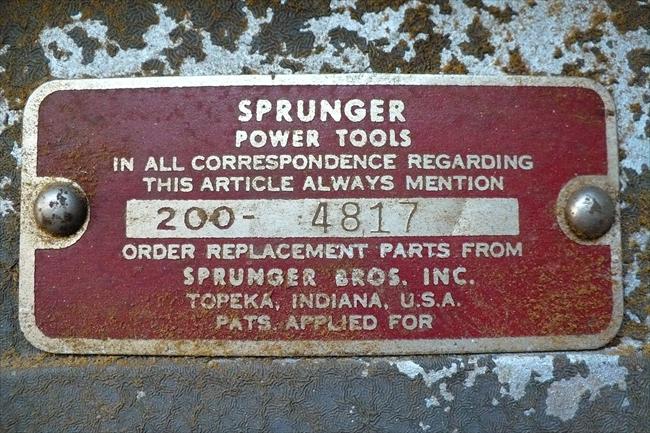 SPRUNGER
POWER TOOLS
IN ALL CORRESPONDENCE REGARDING
THIS ARTICLE ALWAYS MENTION
200- 4817
ORDER REPLACEMENT PARTS FROM
SPRUNGER BROS. INC.
TOPEKA, INDIANA, U.S.A.
PATS. APPLIED FOR